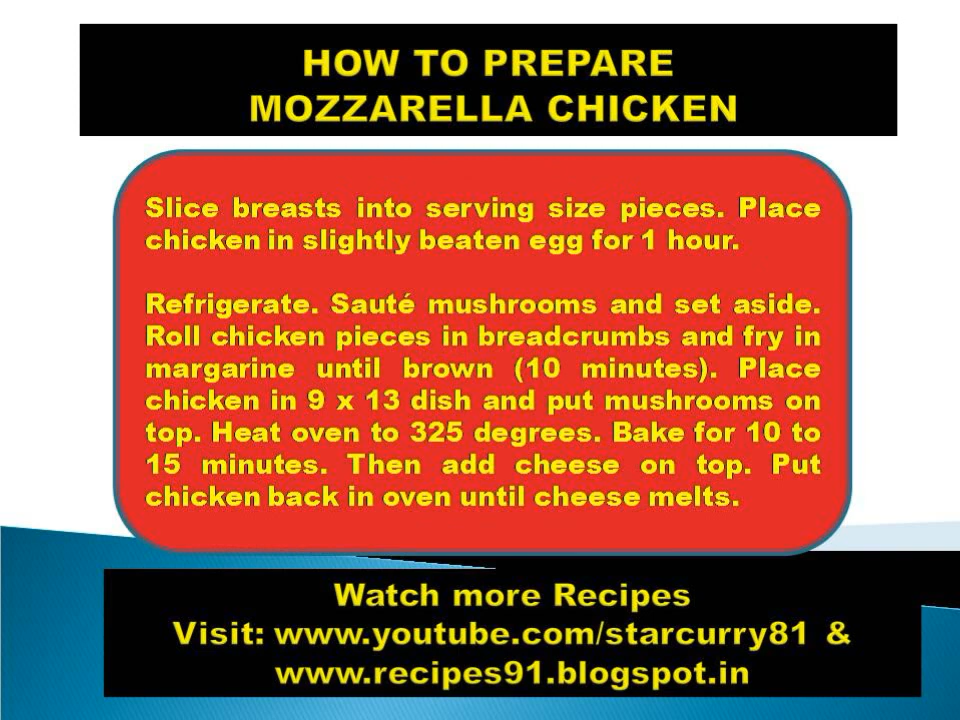 HOW TO PREPARE
MOZZARELLA CHICKEN
Slice breasts into serving size pieces. Place
chicken in slightly beaten egg for 1 hour.
Refrigerate. Sauté mushrooms and set aside.
Roll chicken pieces in breadcrumbs and fry in
margarine until brown (10 minutes). Place
chicken in 9 x 13 dish and put mushrooms on
top. Heat oven to 325 degrees. Bake for 10 to
15 minutes. Then add cheese on top. Put
chicken back in oven until cheese melts.
Watch more Recipes
Visit: www.youtube.com/starcurry81 &
www.recipes91.blogspot.in